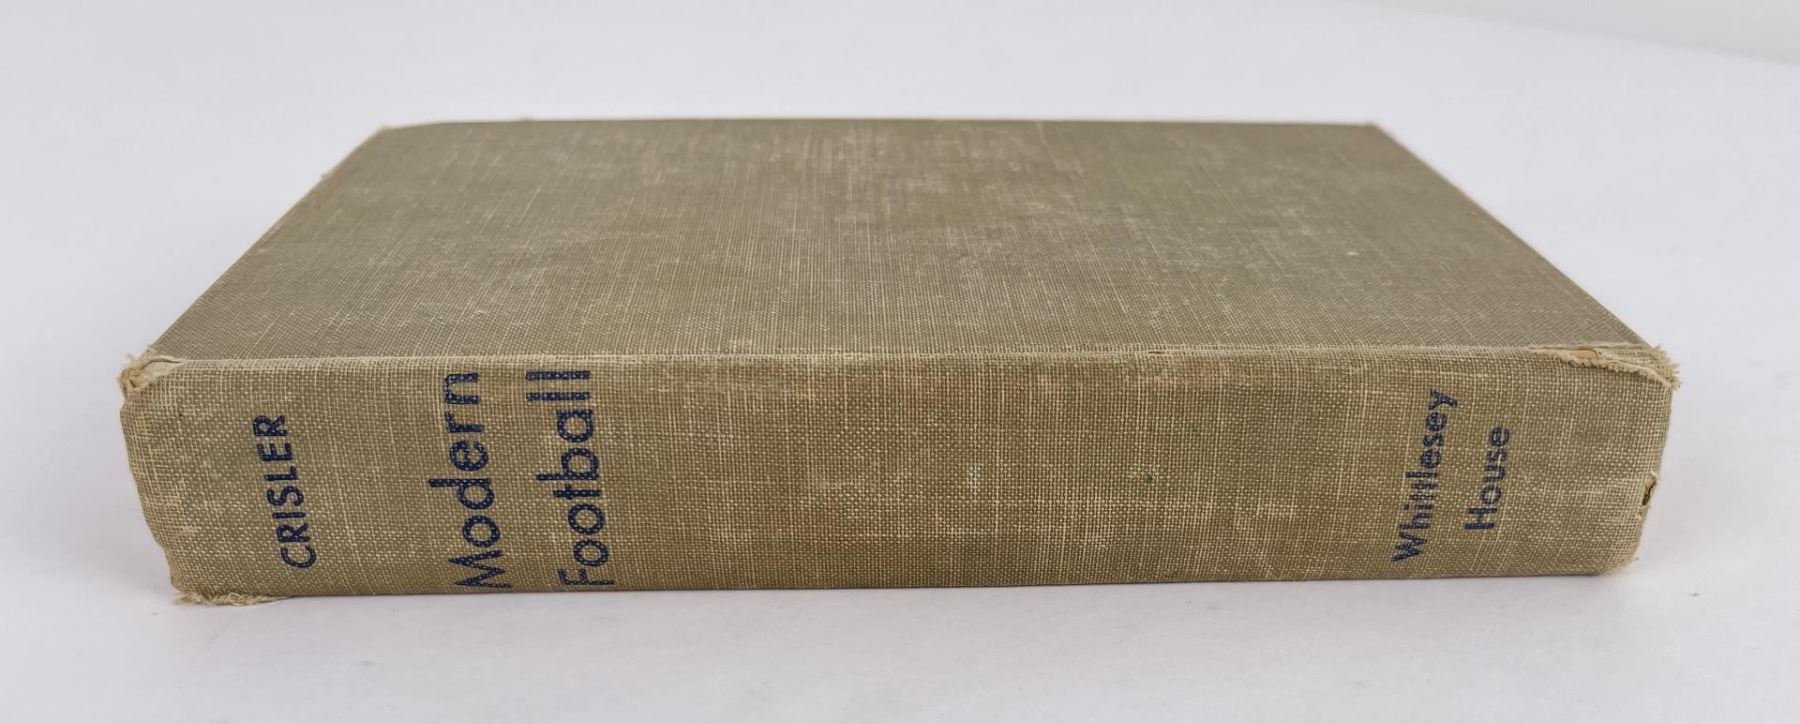 CRISLER
Modern
Football
Whittlesey
House